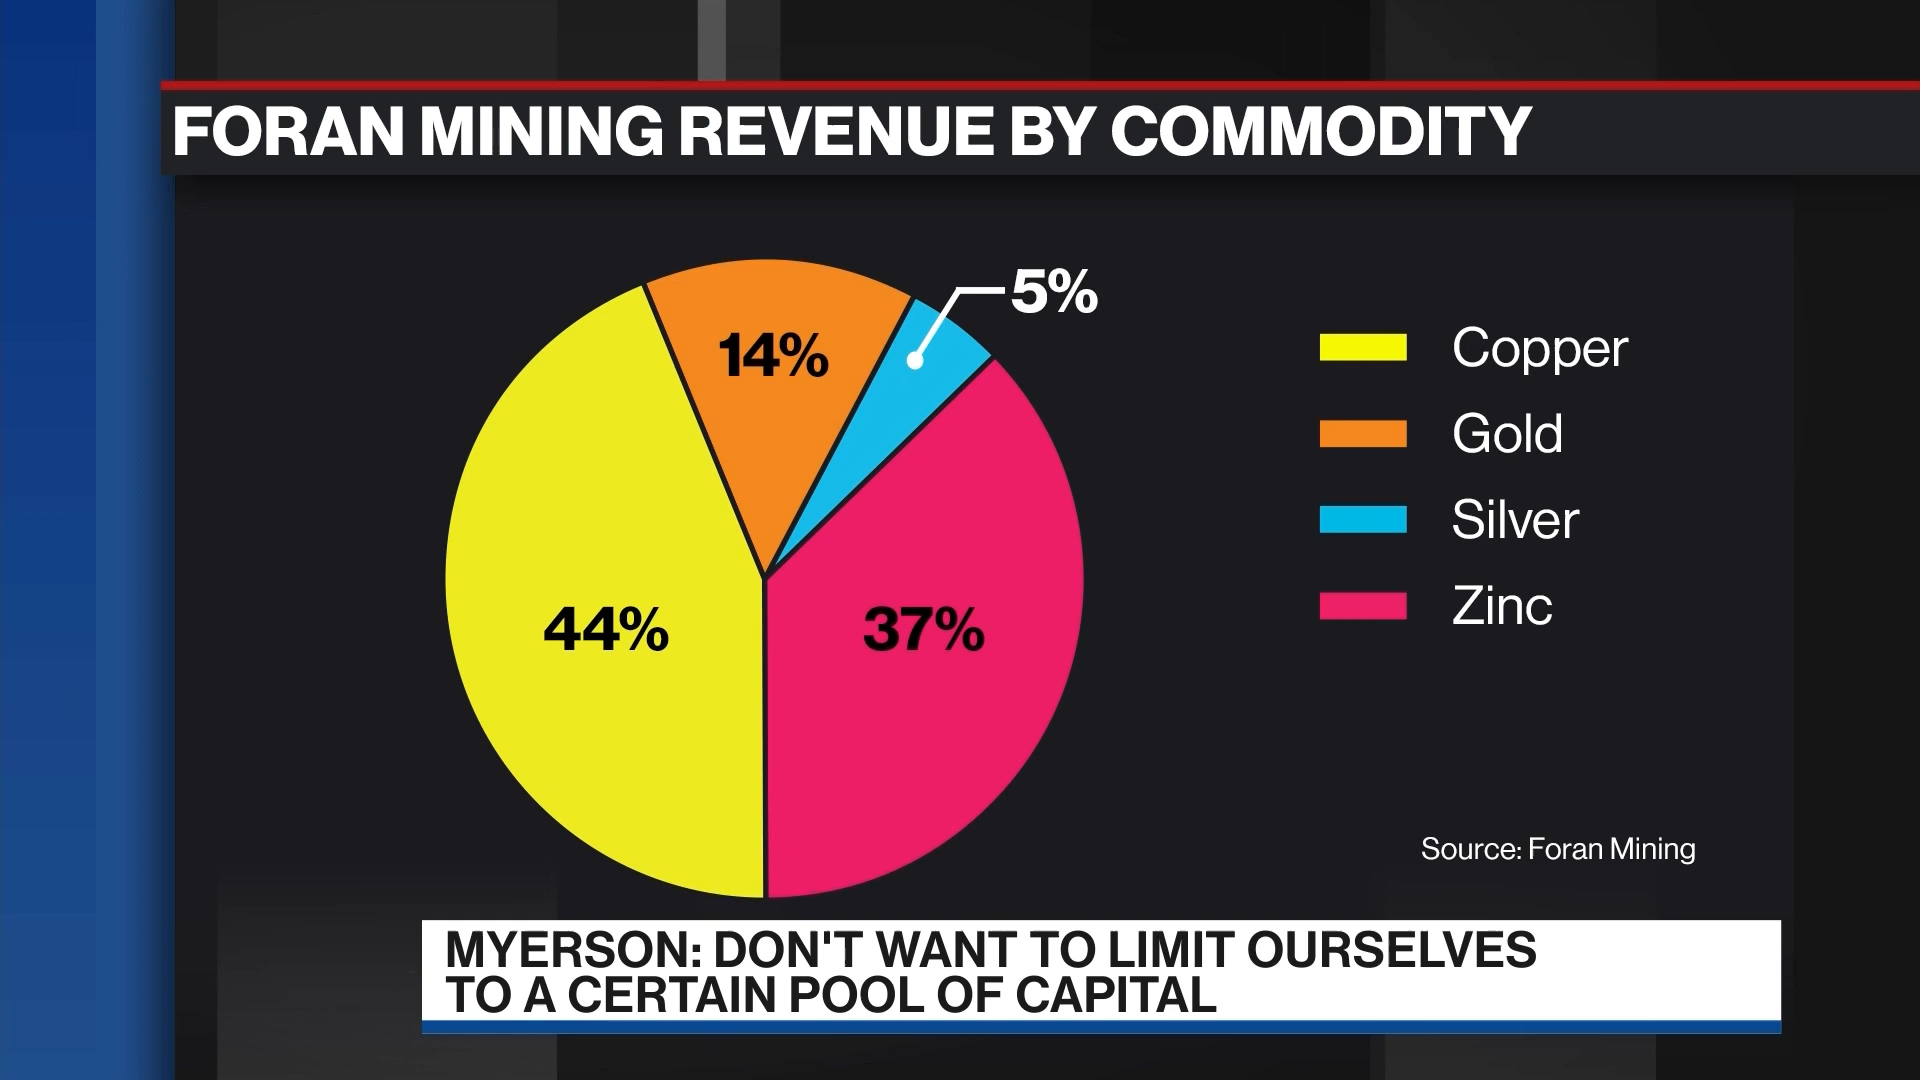 FORAN MINING REVENUE BY COMMODITY
5%
14%
44%
37%
Copper
Gold
Silver
Zinc
Source: Foran Mining
MYERSON: DON'T WANT TO LIMIT OURSELVES
TO A CERTAIN POOL OF CAPITAL